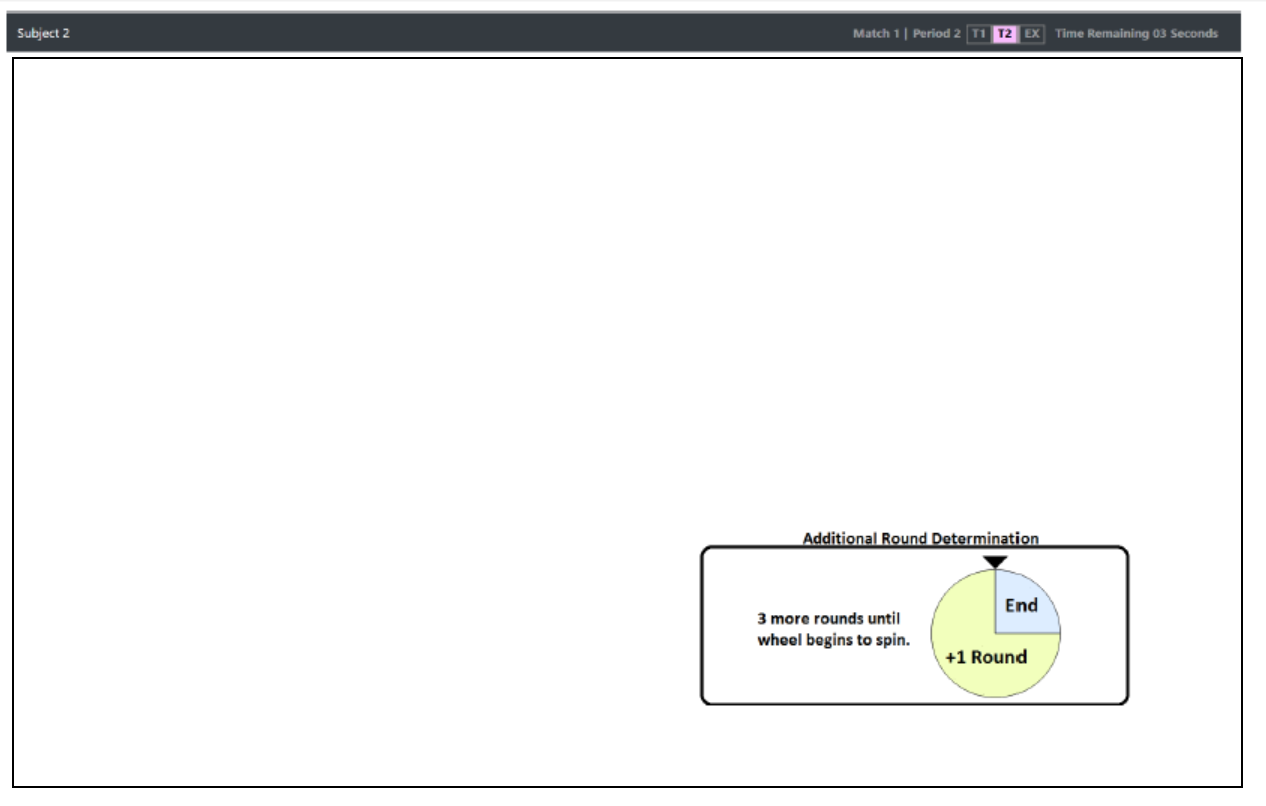 Subject 2
Match 1 | Period 2 T1 T2 EX Time Remaining 03 Seconds
Additional Round Determination
3 more rounds until
wheel begins to spin.
End
+1 Round